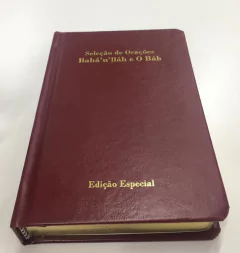 Seleção de Orações
Bahá'u'lláh e O Báb
Edição Especial